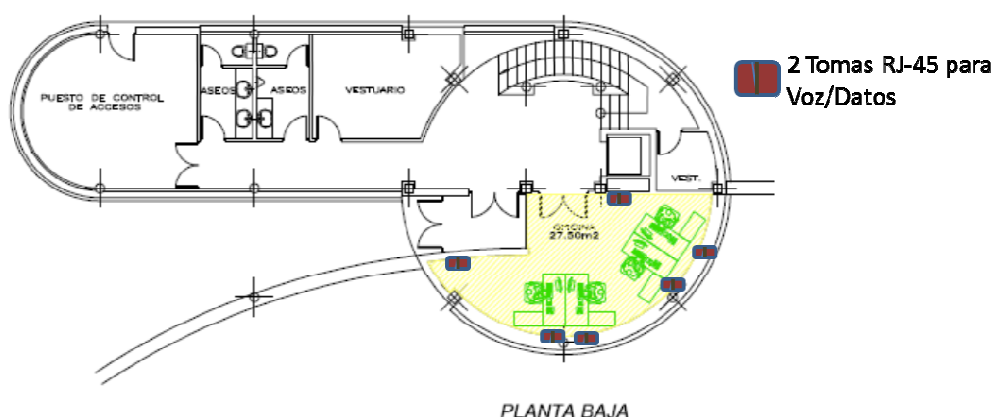 2 Tomas RJ-45 para
Voz/Datos
PUESTO DE CONTROL
DE ACCESOS
ASEOS
ASEOS
VESTUARIO
VEST.
OFICINA
27.50m2
PLANTA BAJA